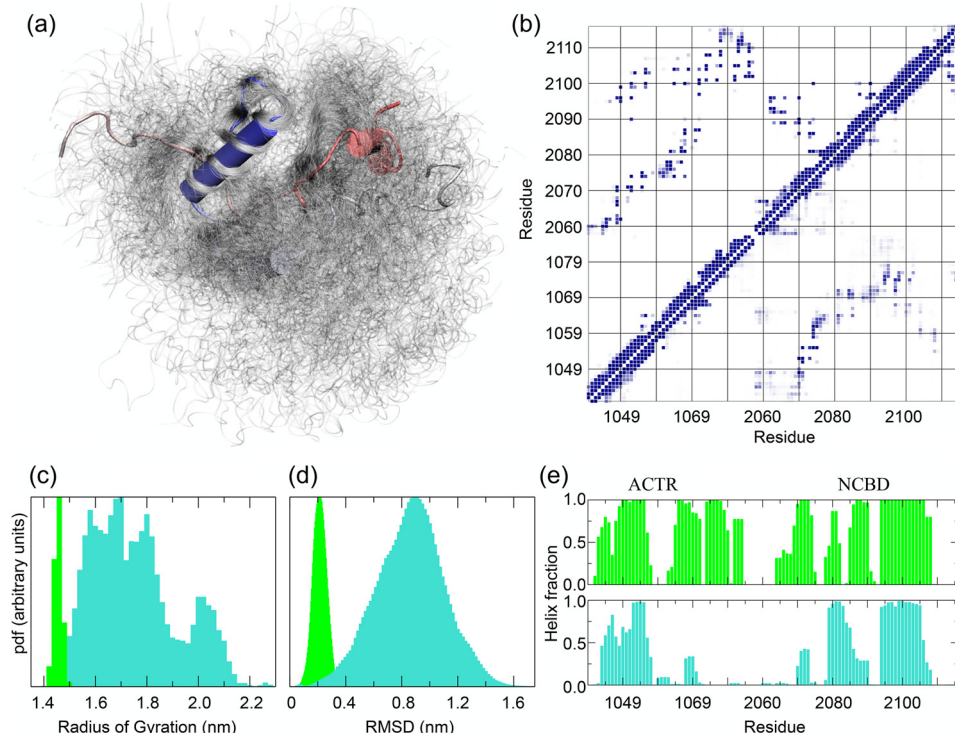 (a)
(b)
2110
2100
2090
2080
2070
2060
1079
1069
1059
1049
Residue
1049 1069 2060 2080 2100
Residue
(c)
(d)
(e)
pdf (arbitrary units)
1.4 1.6 1.8 2.0 2.2
Radius of Gyration (nm)
0 0.4 0.8 1.2 1.6
RMSD (nm)
ACTR NCBD
1.0
0.5
0.0
1.0
0.5
0.0
Helix fraction
1049 1069 2060 2080 2100
Residue